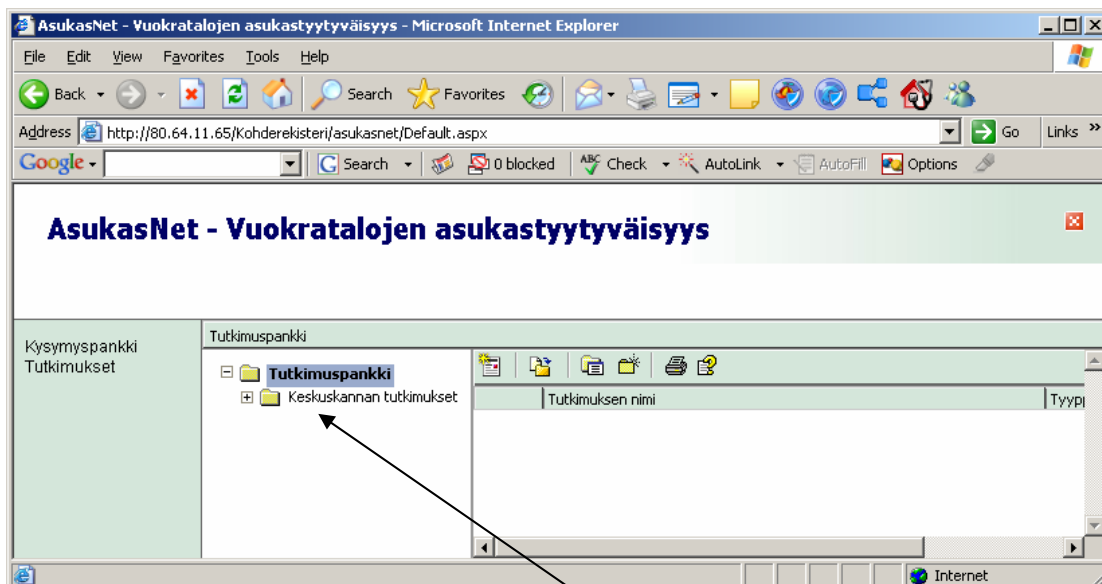 AsukasNet - Vuokratalojen asukastyytyväisyys - Microsoft Internet Explorer
File Edit View Favorites Tools Help
Back Search Favorites
Address http://80.64.11.65/Kohderekisteri/asukasnet/Default.aspx Go Links »
Google Search 0 blocked ABC Check AutoLink AutoFill Options
AsukasNet - Vuokratalojen asukastyytyväisyys
Kysymyspankki
Tutkimukset
Tutkimuspankki
Tutkimuspankki
Keskuskannan tutkimukset
Tutkimuksen nimi Tyypp
Internet